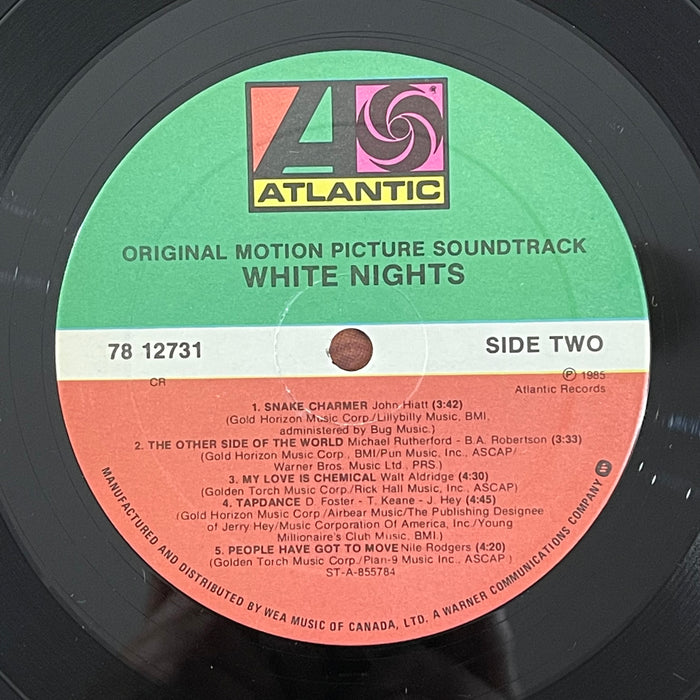 ATLANTIC
®
ORIGINAL MOTION PICTURE SOUNDTRACK
WHITE NIGHTS
78 12731
SIDE TWO
CR
℗ 1985
Atlantic Records
1. SNAKE CHARMER John Hiatt (3:42)
(Gold Horizon Music Corp./Lillybilly Music, BMI,
administered by Bug Music.)
2. THE OTHER SIDE OF THE WORLD Michael Rutherford - B.A. Robertson (3:33)
(Gold Horizon Music Corp., BMI/Pun Music, Inc., ASCAP/
Warner Bros. Music Ltd., PRS.)
3. MY LOVE IS CHEMICAL Walt Aldridge (4:30)
(Golden Torch Music Corp./Rick Hall Music, Inc., ASCAP)
4. TAPDANCE D. Foster - T. Keane - J. Hey (4:45)
(Gold Horizon Music Corp./Airbear Music/The Publishing Designee
of Jerry Hey/Music Corporation Of America, Inc./Young
Millionaire's Club Music, BMI.)
5. PEOPLE HAVE GOT TO MOVE Nile Rodgers (4:20)
(Golden Torch Music Corp./Plan-9 Music Inc., ASCAP.)
ST-A-855784
MANUFACTURED AND DISTRIBUTED BY WEA MUSIC OF CANADA, LTD. A WARNER COMMUNICATIONS COMPANY